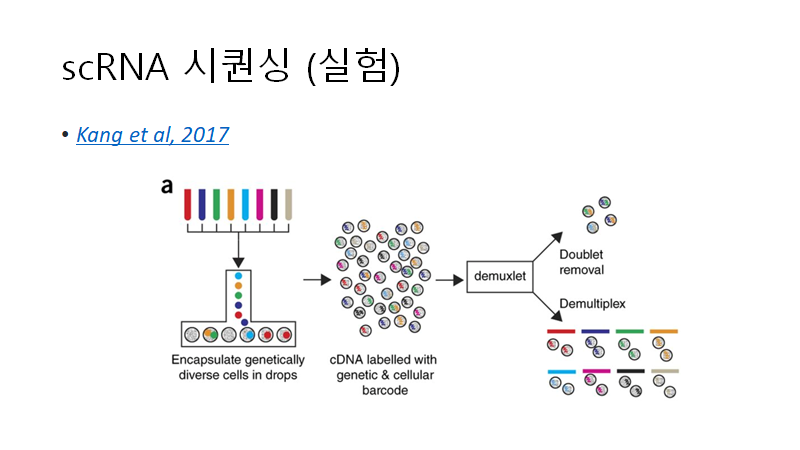 scRNA 시퀀싱 (실험)
• Kang et al, 2017
a
Encapsulate genetically
diverse cells in drops
cDNA labelled with
genetic & cellular
barcode
demuxlet
Doublet
removal
Demultiplex